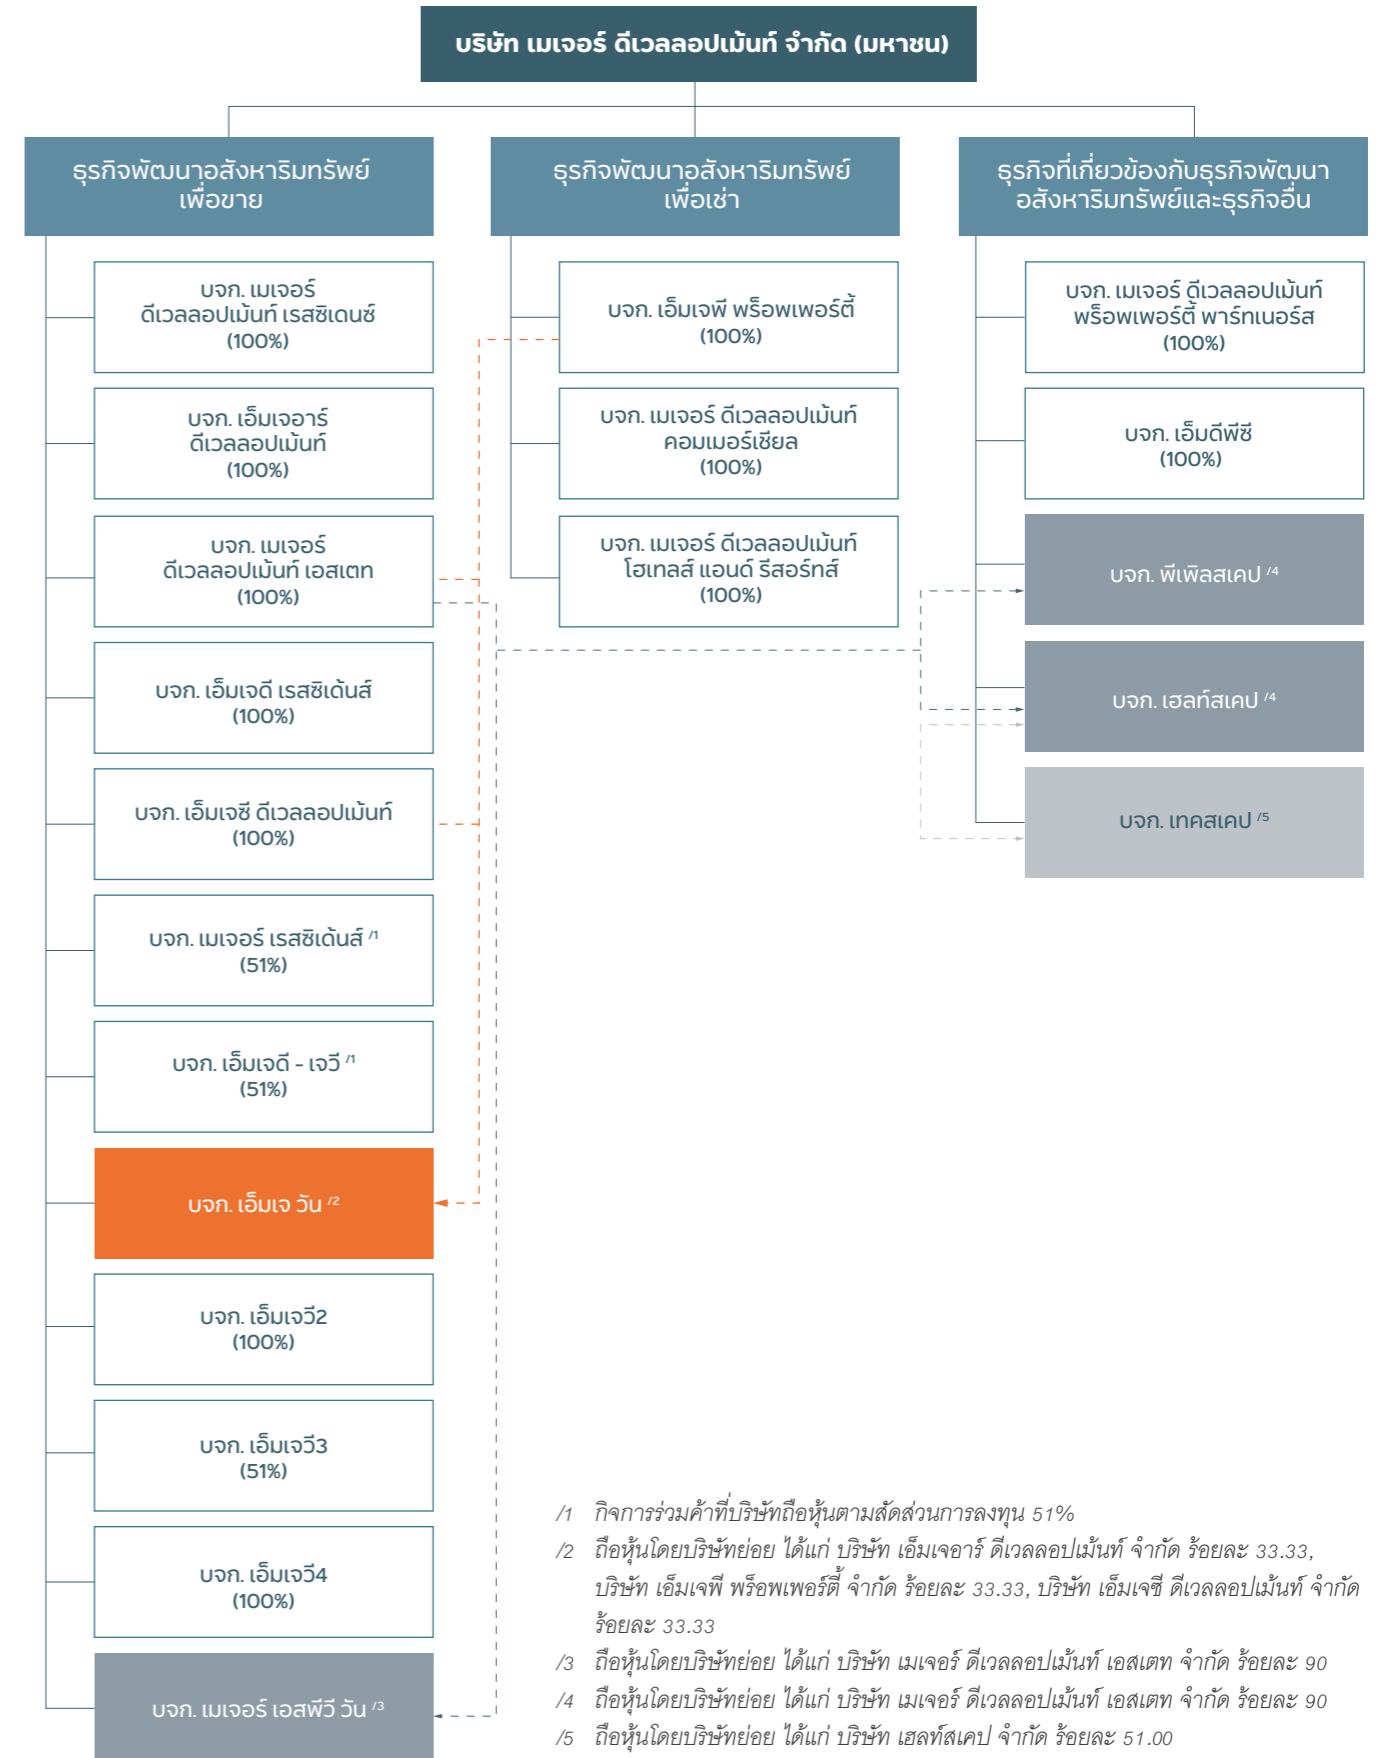 บริษัท เมเจอร์ ดีเวลลอปเม้นท์ จำกัด (มหาชน)
ธุรกิจพัฒนาอสังหาริมทรัพย์
เพื่อขาย
บจก. เมเจอร์
ดีเวลลอปเม้นท์ เรสซิเดนซ์
(100%)
บจก. เอ็มเจอาร์
ดีเวลลอปเม้นท์
(100%)
บจก. เมเจอร์
ดีเวลลอปเม้นท์ เอสเตท
(100%)
บจก. เอ็มเจดี เรสซิเด้นส์
(100%)
บจก. เอ็มเจซี ดีเวลลอปเม้นท์
(100%)
บจก. เมเจอร์ เรสซิเด้นส์ /1
(51%)
บจก. เอ็มเจดี - เจวี /1
(51%)
บจก. เอ็มเจ วัน /2
บจก. เอ็มเจวี2
(100%)
บจก. เอ็มเจวี3
(51%)
บจก. เอ็มเจวี4
(100%)
บจก. เมเจอร์ เอสพีวี วัน /3
ธุรกิจพัฒนาอสังหาริมทรัพย์
เพื่อเช่า
บจก. เอ็มเจพี พร็อพเพอร์ตี้
(100%)
บจก. เมเจอร์ ดีเวลลอปเม้นท์
คอมเมอร์เชียล
(100%)
บจก. เมเจอร์ ดีเวลลอปเม้นท์
โฮเทลส์ แอนด์ รีสอร์ทส์
(100%)
ธุรกิจที่เกี่ยวข้องกับธุรกิจพัฒนา
อสังหาริมทรัพย์และธุรกิจอื่น
บจก. เมเจอร์ ดีเวลลอปเม้นท์
พร็อพเพอร์ตี้ พาร์ทเนอร์ส
(100%)
บจก. เอ็มดีพีซี
(100%)
บจก. พีเพิลสเคป /4
บจก. เฮลท์สเคป /4
บจก. เทคสเคป /5
/1 กิจการร่วมค้าที่บริษัทถือหุ้นตามสัดส่วนการลงทุน 51%
/2 ถือหุ้นโดยบริษัทย่อย ได้แก่ บริษัท เอ็มเจอาร์ ดีเวลลอปเม้นท์ จำกัด ร้อยละ 33.33,
บริษัท เอ็มเจพี พร็อพเพอร์ตี้ จำกัด ร้อยละ 33.33, บริษัท เอ็มเจซี ดีเวลลอปเม้นท์ จำกัด
ร้อยละ 33.33
/3 ถือหุ้นโดยบริษัทย่อย ได้แก่ บริษัท เมเจอร์ ดีเวลลอปเม้นท์ เอสเตท จำกัด ร้อยละ 90
/4 ถือหุ้นโดยบริษัทย่อย ได้แก่ บริษัท เมเจอร์ ดีเวลลอปเม้นท์ เอสเตท จำกัด ร้อยละ 90
/5 ถือหุ้นโดยบริษัทย่อย ได้แก่ บริษัท เฮลท์สเคป จำกัด ร้อยละ 51.00